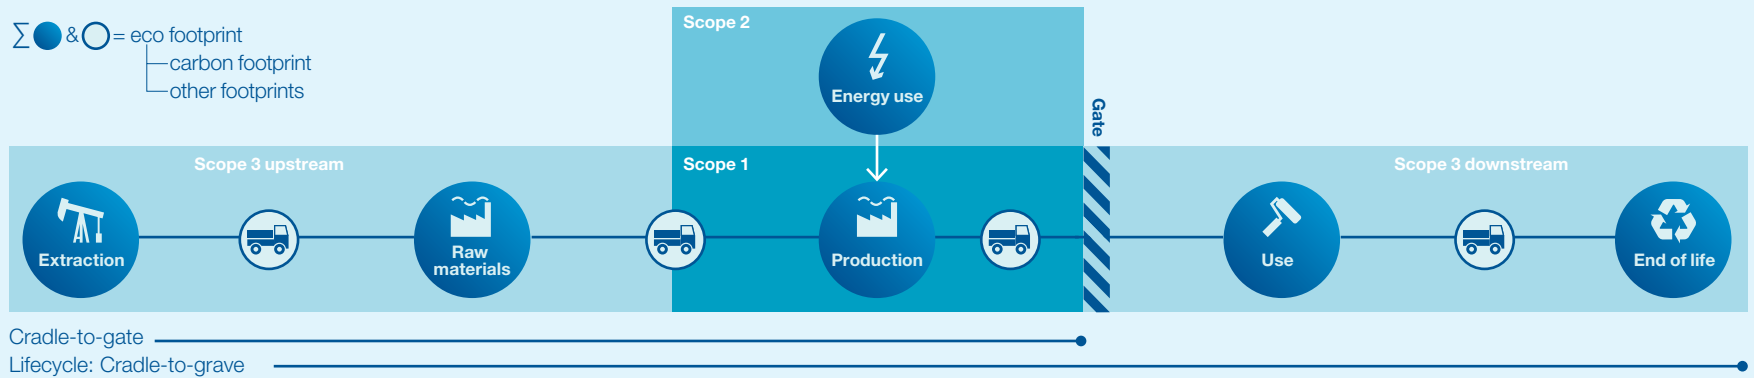 ∑ & = eco footprint
carbon footprint
other footprints
Scope 2
Energy use
Gate
Scope 3 upstream
Scope 1
Scope 3 downstream
Extraction
Raw
materials
Production
Use
End of life
Cradle-to-gate
Lifecycle: Cradle-to-grave